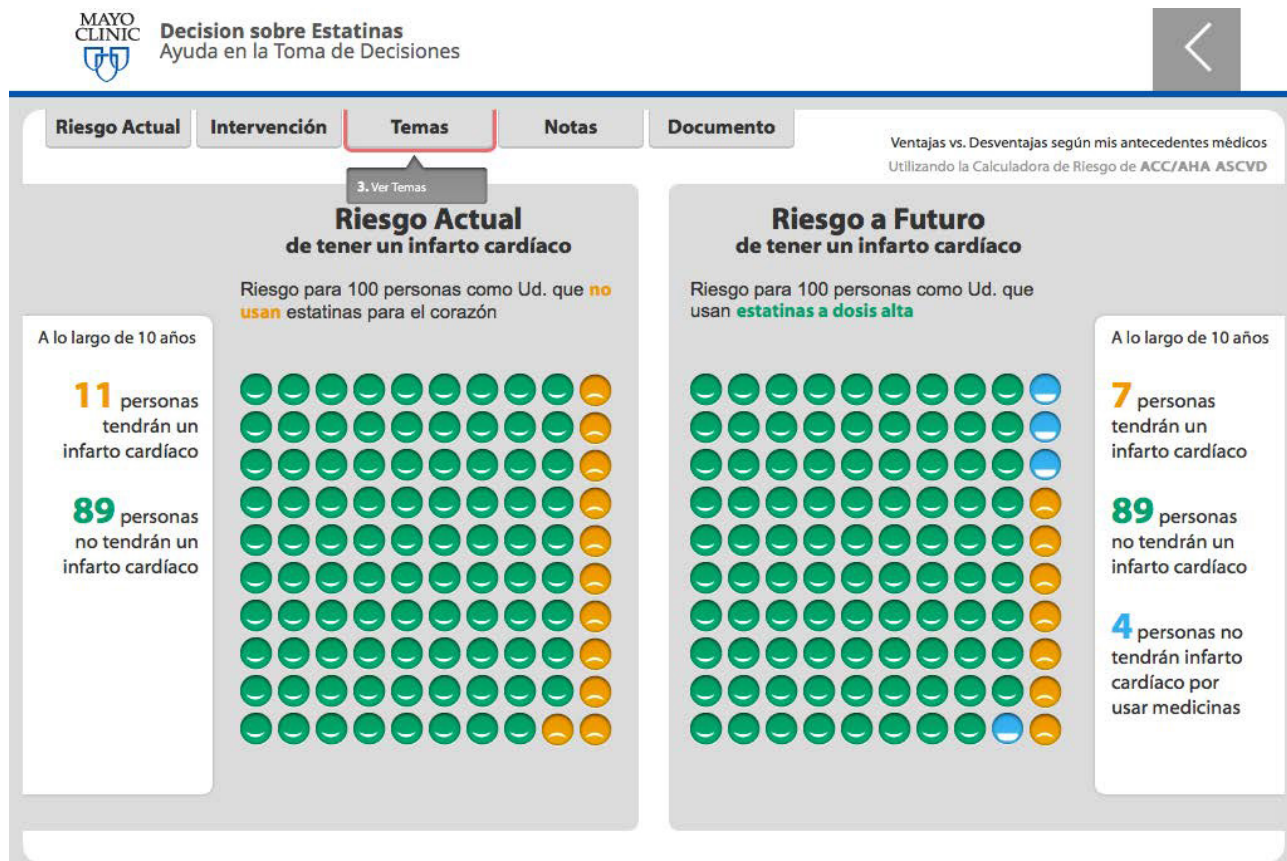 MAYO
CLINIC
Decision sobre Estatinas
Ayuda en la Toma de Decisiones
Riesgo Actual
Intervención
Temas
Notas
Documento
Ventajas vs. Desventajas según mis antecedentes médicos
Utilizando la Calculadora de Riesgo de ACC/AHA ASCVD
3. Ver Temas
Riesgo Actual
de tener un infarto cardíaco
Riesgo para 100 personas como Ud. que no
usan estatinas para el corazón
A lo largo de 10 años
11 personas
tendrán un
infarto cardíaco
89 personas
no tendrán un
infarto cardíaco
Riesgo a Futuro
de tener un infarto cardíaco
Riesgo para 100 personas como Ud. que
usan estatinas a dosis alta
A lo largo de 10 años
7 personas
tendrán un
infarto cardíaco
89 personas
no tendrán un
infarto cardíaco
4 personas no
tendrán infarto
cardíaco por
usar medicinas